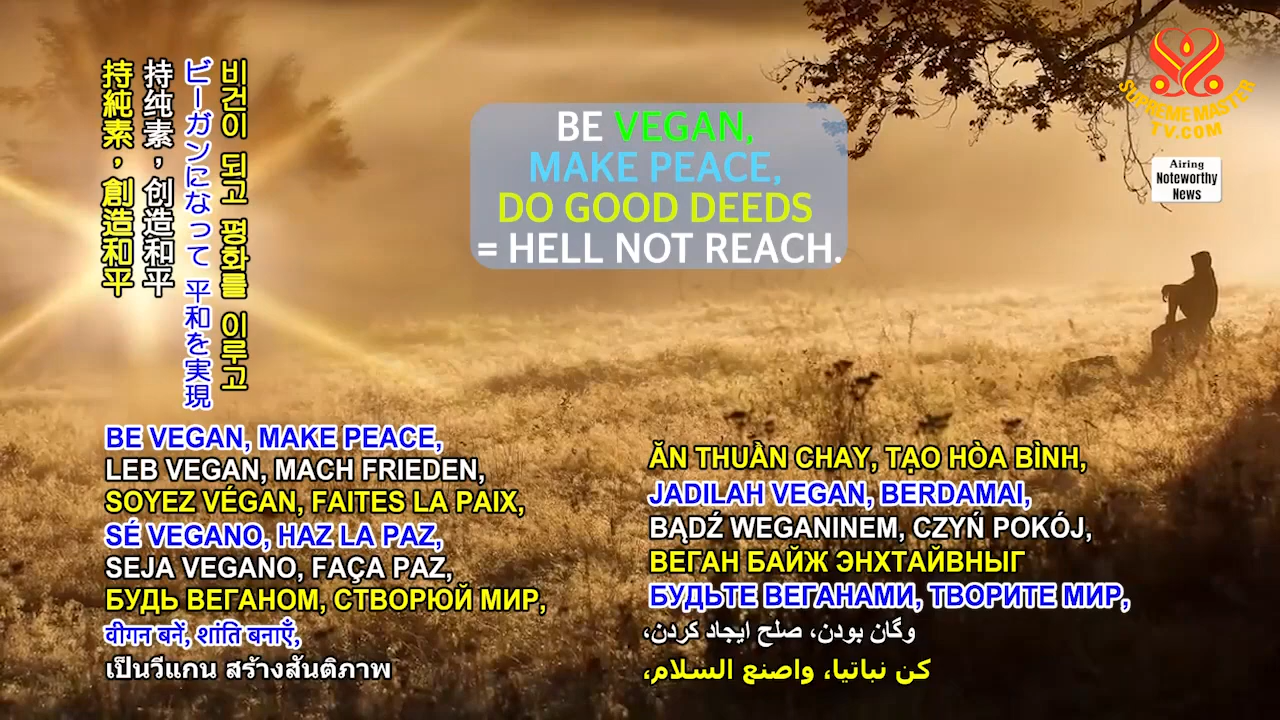 持純素，創造和平
持纯素，创造和平
ビーガンになって 平和を実現
비건이 되고 평화를 이루고
BE VEGAN,
MAKE PEACE,
DO GOOD DEEDS
= HELL NOT REACH.
SUPREME MASTER
TV.COM
Airing
Noteworthy
News
BE VEGAN, MAKE PEACE,
LEB VEGAN, MACH FRIEDEN,
SOYEZ VÉGAN, FAITES LA PAIX,
SÉ VEGANO, HAZ LA PAZ,
SEJA VEGANO, FAÇA PAZ,
БУДЬ ВЕГАНОМ, СТВОРЮЙ МИР,
वीगन बनें, शांति बनाएँ,
เป็นวีแกน สร้างสันติภาพ
ĂN THUẦN CHAY, TẠO HÒA BÌNH,
JADILAH VEGAN, BERDAMAI,
BĄDŹ WEGANINEM, CZYŃ POKÓJ,
ВЕГАН БАЙЖ ЭНХТАЙВНЫГ
БУДЬТЕ ВЕГАНАМИ, ТВОРИТЕ МИР,
وگان بودن، صلح ایجاد کردن،
كن نباتيا، واصنع السلام،